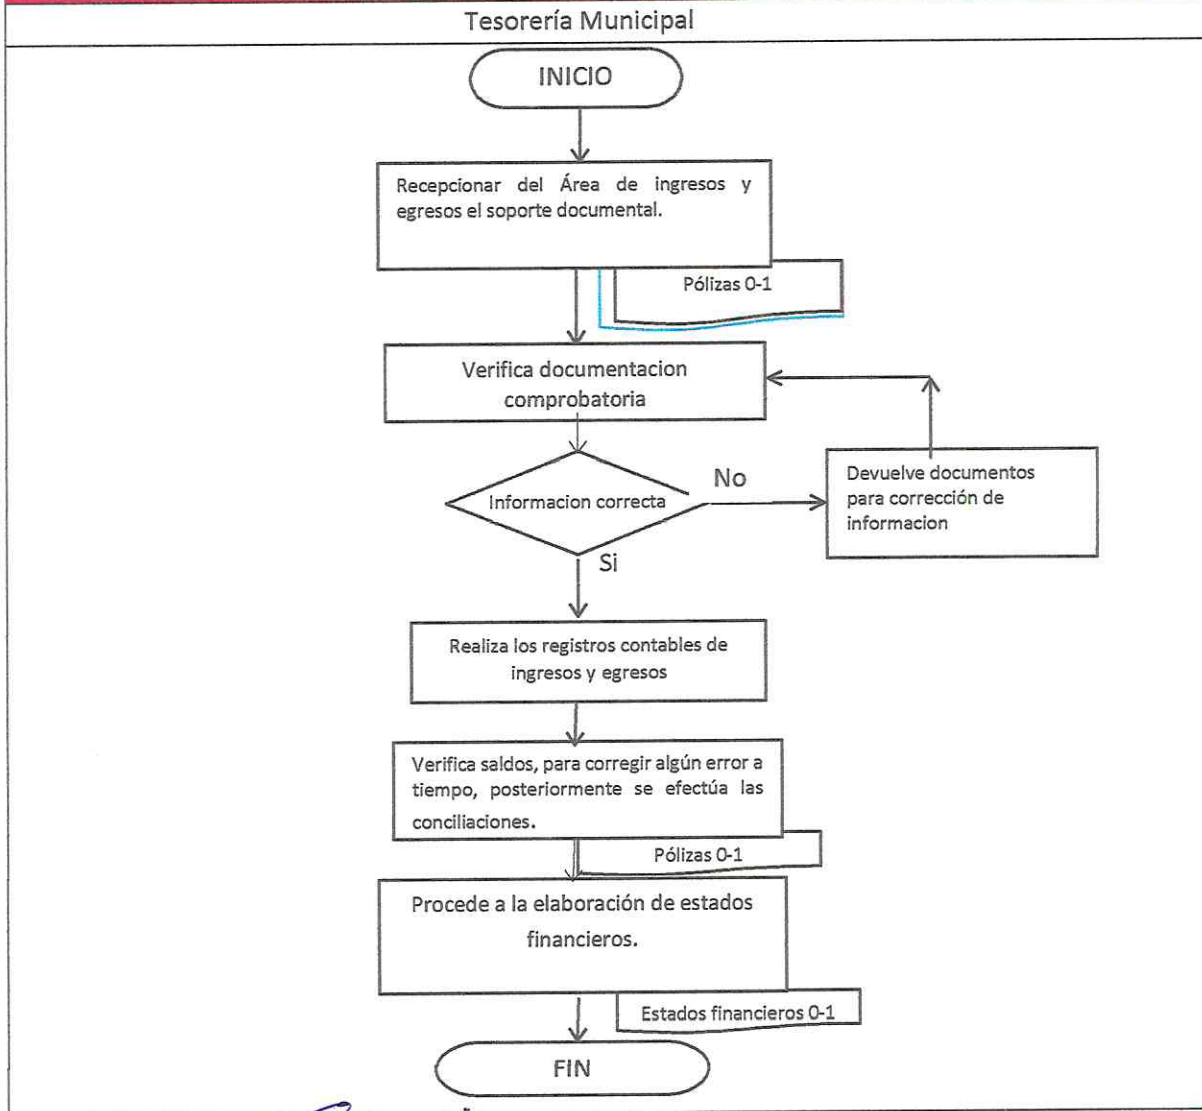 Tesorería Municipal
INICIO
Recepcionar del Área de ingresos y
egresos el soporte documental.
Pólizas 0-1
Verifica documentacion
comprobatoria
Informacion correcta
No
Devuelve documentos
para corrección de
informacion
Si
Realiza los registros contables de
ingresos y egresos
Verifica saldos, para corregir algún error a
tiempo, posteriormente se efectúa las
conciliaciones.
Pólizas 0-1
Procede a la elaboración de estados
financieros.
Estados financieros 0-1
FIN